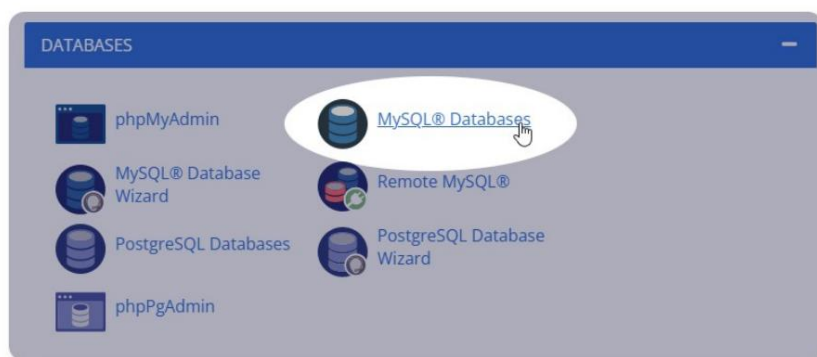 DATABASES
phpMyAdmin
MySQL® Databases
MySQL® Database
Wizard
Remote MySQL®
PostgreSQL Databases
PostgreSQL Database
Wizard
phpPgAdmin